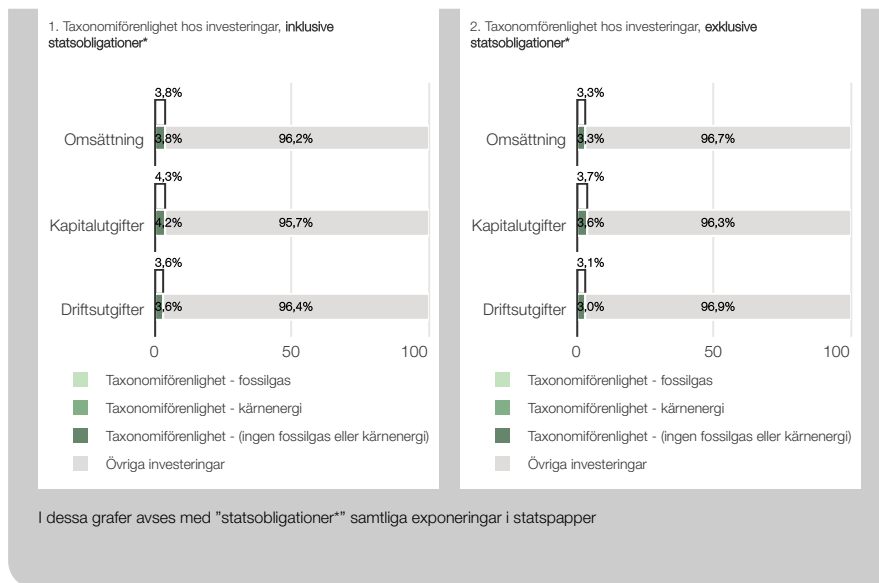 1. Taxonomiförenlighet hos investeringar, inklusive
statsobligationer*
3,8%
Omsättning 3,8% 96,2%
4,3%
Kapitalutgifter 4,2% 95,7%
3,6%
Driftsutgifter 3,6% 96,4%
0 50 100
Taxonomiförenlighet - fossilgas
Taxonomiförenlighet - kärnenergi
Taxonomiförenlighet - (ingen fossilgas eller kärnenergi)
Övriga investeringar
2. Taxonomförenlighet hos investeringar, exklusive
statsobligationer*
3,3%
Omsättning 3,3% 96,7%
3,7%
Kapitalutgifter 3,6% 96,3%
3,1%
Driftsutgifter 3,0% 96,9%
0 50 100
Taxonomiförenlighet - fossilgas
Taxonomiförenlighet - kärnenergi
Taxonomiförenlighet - (ingen fossilgas eller kärnenergi)
Övriga investeringar
I dessa grafer avses med ”statsobligationer*” samtliga exponeringar i statspapper